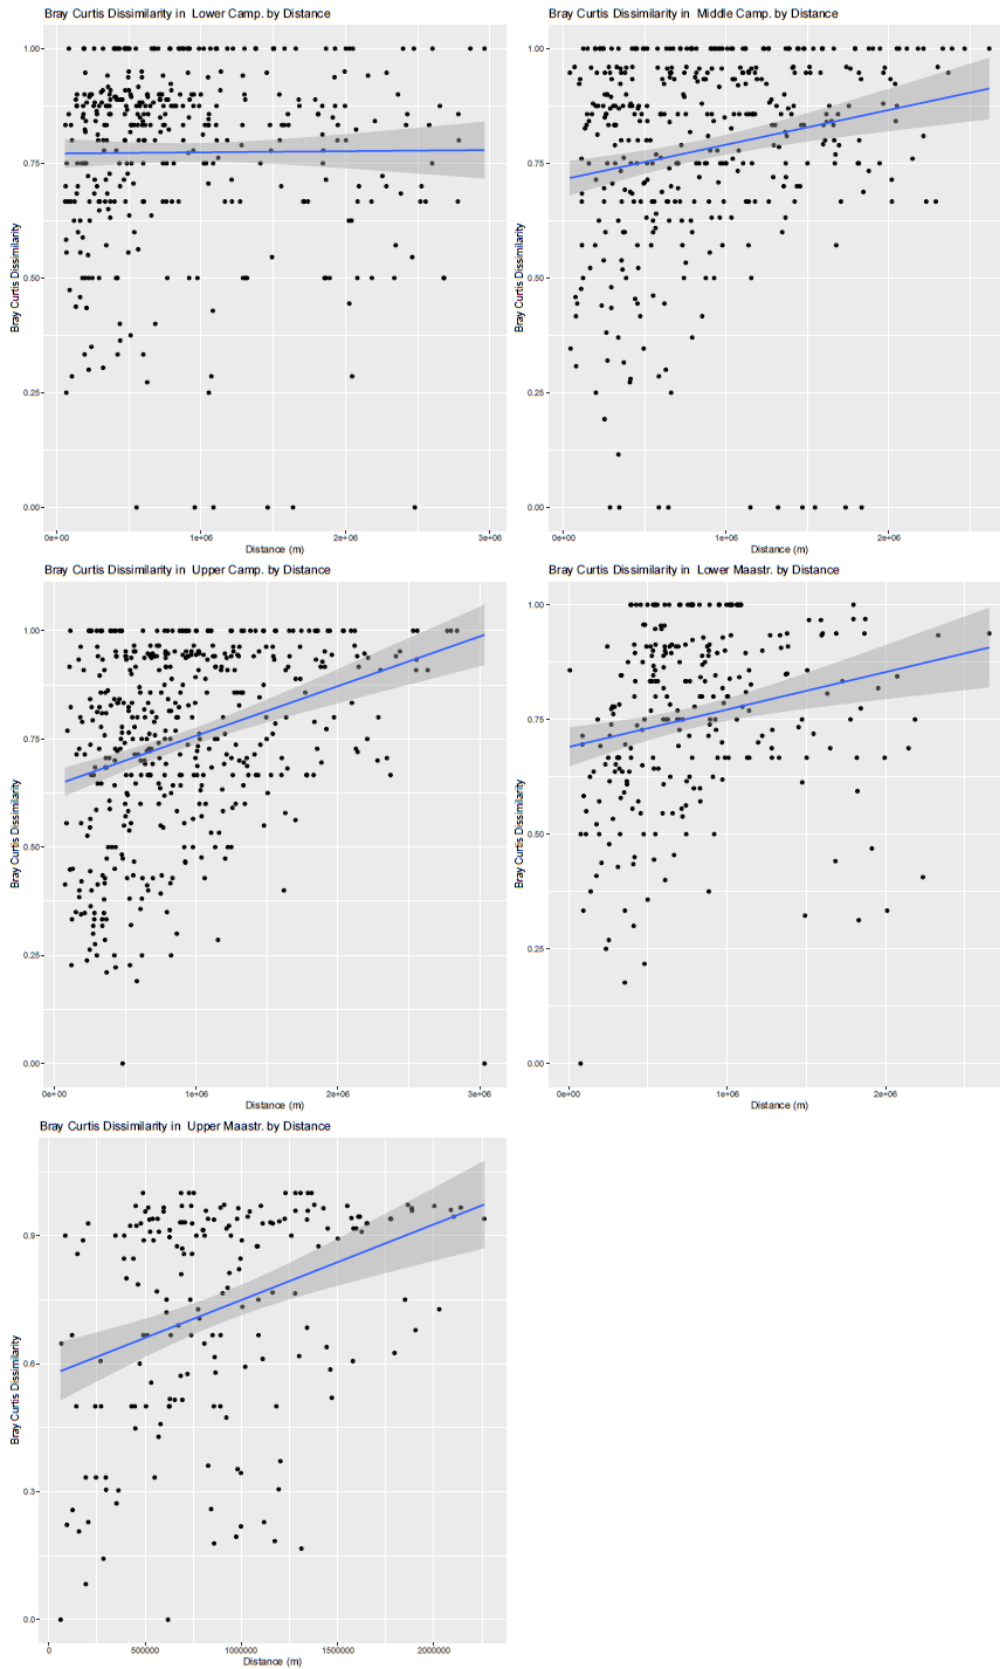 Bray Curtis Dissimilarity in Lower Camp. by Distance
1.00
0.75
0.50
0.25
0.00
Bray Curtis Dissimilarity
0e+00 1e+06 2e+06 3e+06
Distance (m)
Bray Curtis Dissimilarity in Middle Camp. by Distance
1.00
0.75
0.50
0.25
0.00
Bray Curtis Dissimilarity
0e+00 1e+06 2e+06
Distance (m)
Bray Curtis Dissimilarity in Upper Camp. by Distance
1.00
0.75
0.50
0.25
0.00
Bray Curtis Dissimilarity
0e+00 1e+06 2e+06 3e+06
Distance (m)
Bray Curtis Dissimilarity in Lower Maastr. by Distance
1.00
0.75
0.50
0.25
0.00
Bray Curtis Dissimilarity
0e+00 1e+06 2e+06
Distance (m)
Bray Curtis Dissimilarity in Upper Maastr. by Distance
0.9
0.6
0.3
0.0
Bray Curtis Dissimilarity
0 500000 1000000 1500000 2000000
Distance (m)